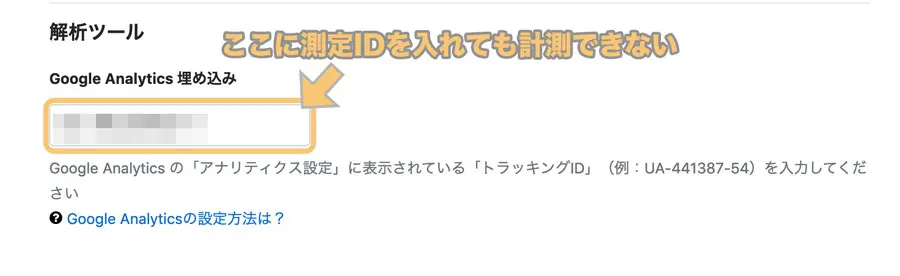 解析ツール
ここに測定IDを入れても計測できない
Google Analytics 埋め込み
Google Analytics の「アナリティクス設定」に表示されている「トラッキングID」（例：UA-441387-54）を入力してくだ
さい
Google Analyticsの設定方法は？